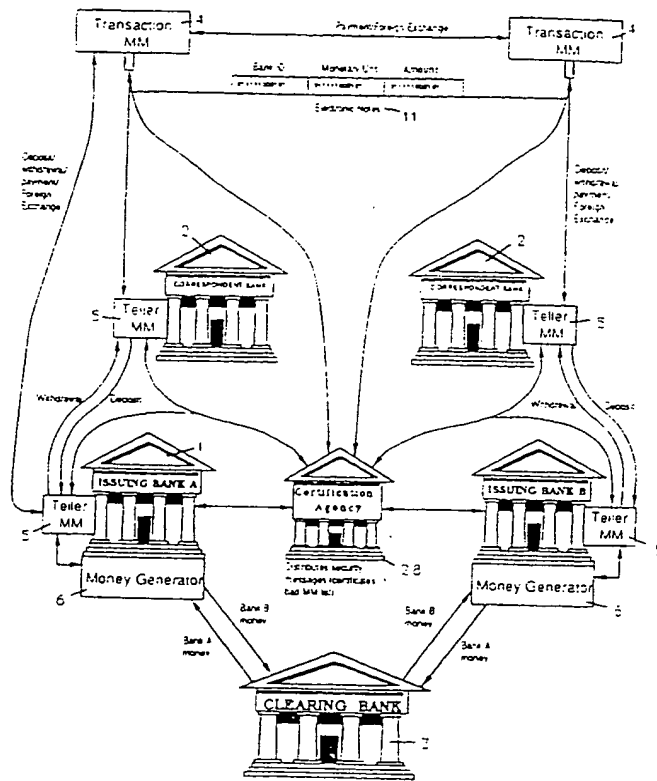 4
Transaction
MM
Payment/Foreign Exchange
4
Transaction
MM
Bank ID
Monetary Unit
Amount
Electronic Notes
11
Deposit/
withdrawal/
payment/
Foreign
Exchange
Deposit/
withdrawal/
payment/
Foreign
Exchange
2
CORRESPONDENT BANK
2
CORRESPONDENT BANK
5
Teller
MM
Teller
MM
5
Withdrawal
Deposit
Withdrawal
Deposit
1
ISSUING BANK A
Certification
Agency
ISSUING BANK B
Teller
MM
5
Teller
MM
Distributes security
messages (certificates
bad MM list)
28
Money Generator
6
Money Generator
6
Bank B
money
Bank A
money
Bank B
money
Bank A
money
CLEARING BANK
3